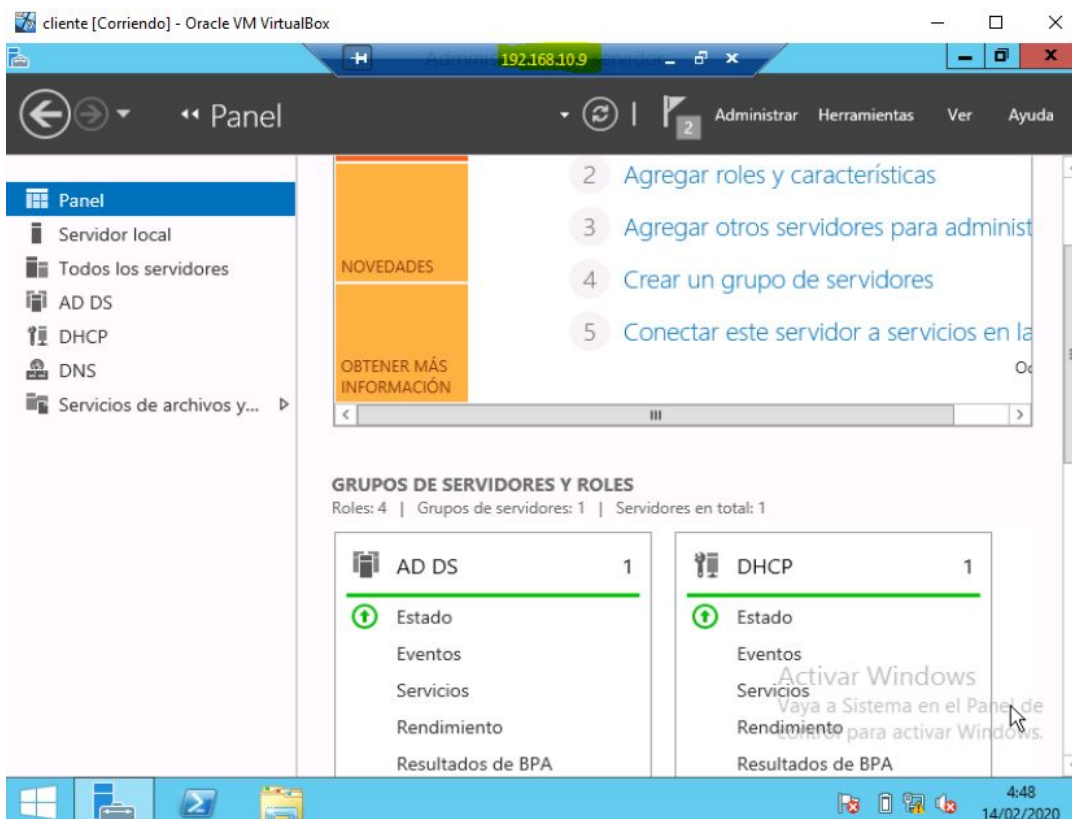 cliente [Corriendo] - Oracle VM VirtualBox
192.168.10.9
Panel
2
Administrar Herramientas Ver Ayuda
Panel
Servidor local
Todos los servidores
AD DS
DHCP
DNS
Servicios de archivos y...
NOVEDADES
OBTENER MÁS
INFORMACIÓN
2 Agregar roles y características
3 Agregar otros servidores para administ
4 Crear un grupo de servidores
5 Conectar este servidor a servicios en la
GRUPOS DE SERVIDORES Y ROLES
Roles: 4 | Grupos de servidores: 1 | Servidores en total: 1
AD DS 1
Estado
Eventos
Servicios
Rendimiento
Resultados de BPA
DHCP 1
Estado
Eventos
Servicios
Rendimiento
Resultados de BPA
Activar Windows
Vaya a Sistema en el Panel de
control para activar Windows.
4:48
14/02/2020